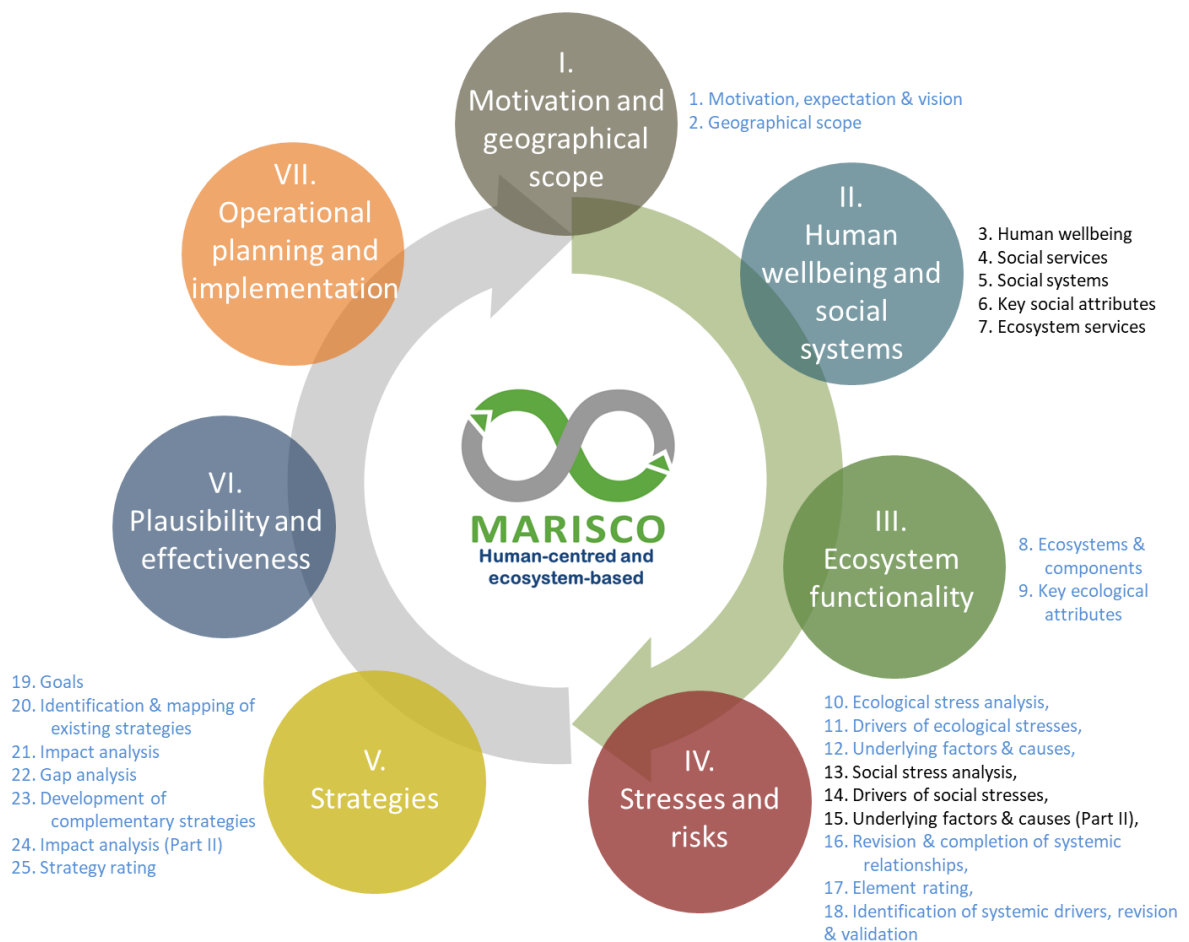 I.
Motivation and
geographical
scope
1. Motivation, expectation & vision
2. Geographical scope
II.
Human
wellbeing and
social
systems
3. Human wellbeing
4. Social services
5. Social systems
6. Key social attributes
7. Ecosystem services
III.
Ecosystem
functionality
8. Ecosystems &
components
9. Key ecological
attributes
IV.
Stresses and
risks
10. Ecological stress analysis,
11. Drivers of ecological stresses,
12. Underlying factors & causes,
13. Social stress analysis,
14. Drivers of social stresses,
15. Underlying factors & causes (Part II),
16. Revision & completion of systemic
relationships,
17. Element rating,
18. Identification of systemic drivers, revision
& validation
V.
Strategies
19. Goals
20. Identification & mapping of
existing strategies
21. Impact analysis
22. Gap analysis
23. Development of
complementary strategies
24. Impact analysis (Part II)
25. Strategy rating
VI.
Plausibility and
effectiveness
VII.
Operational
planning and
implementation
MARISCO
Human-centred and
ecosystem-based